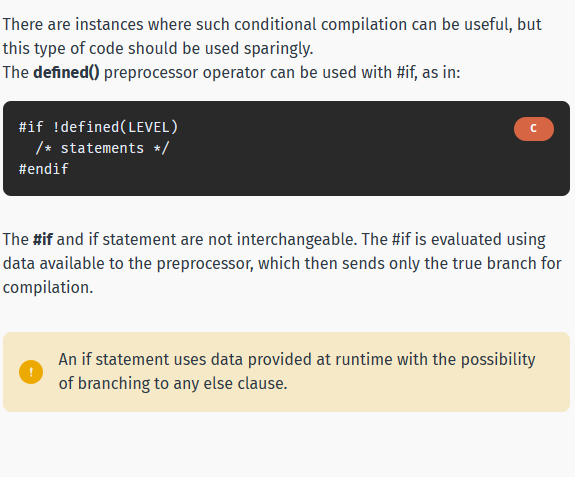 There are instances where such conditional compilation can be useful, but
this type of code should be used sparingly.
The defined() preprocessor operator can be used with #if, as in:
#if !defined(LEVEL)
C
  /* statements */
#endif
The #if and if statement are not interchangeable. The #if is evaluated using
data available to the preprocessor, which then sends only the true branch for
compilation.
!
An if statement uses data provided at runtime with the possibility
of branching to any else clause.